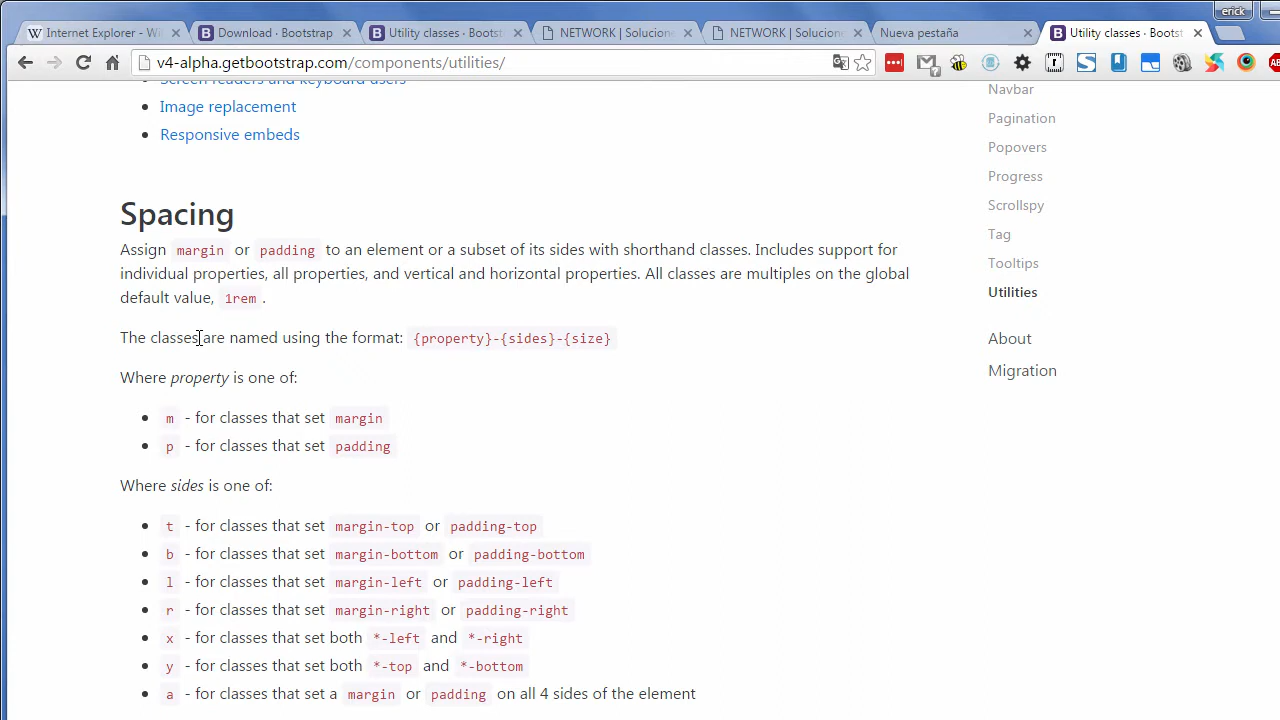 erick
Internet Explorer - Wi
Download · Bootstrap
Utility classes · Bootst
NETWORK | Solucione
NETWORK | Solucione
Nueva pestaña
Utility classes · Bootst
v4-alpha.getbootstrap.com/components/utilities/
Screen readers and keyboard users
Image replacement
Responsive embeds
Spacing
Assign margin or padding to an element or a subset of its sides with shorthand classes. Includes support for
individual properties, all properties, and vertical and horizontal properties. All classes are multiples on the global
default value, 1rem .
The classes are named using the format: {property}-{sides}-{size}
Where property is one of:
m - for classes that set margin
p - for classes that set padding
Where sides is one of:
t - for classes that set margin-top or padding-top
b - for classes that set margin-bottom or padding-bottom
l - for classes that set margin-left or padding-left
r - for classes that set margin-right or padding-right
x - for classes that set both *-left and *-right
y - for classes that set both *-top and *-bottom
a - for classes that set a margin or padding on all 4 sides of the element
Navbar
Pagination
Popovers
Progress
Scrollspy
Tag
Tooltips
Utilities
About
Migration